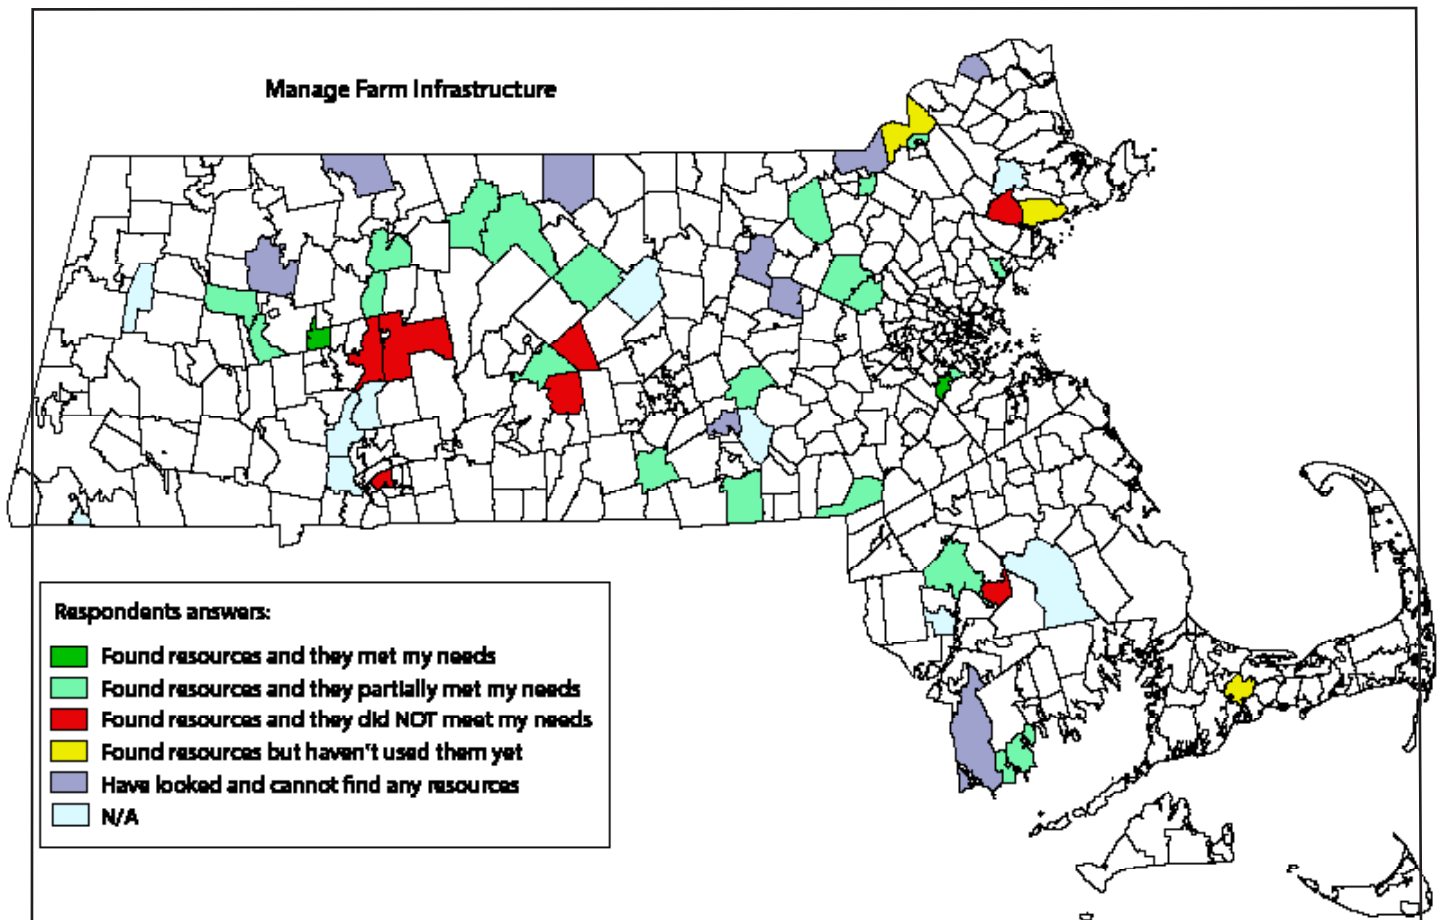 Manage Farm Infrastructure
Respondents answers:
Found resources and they met my needs
Found resources and they partially met my needs
Found resources and they did NOT meet my needs
Found resources but haven't used them yet
Have looked and cannot find any resources
N/A